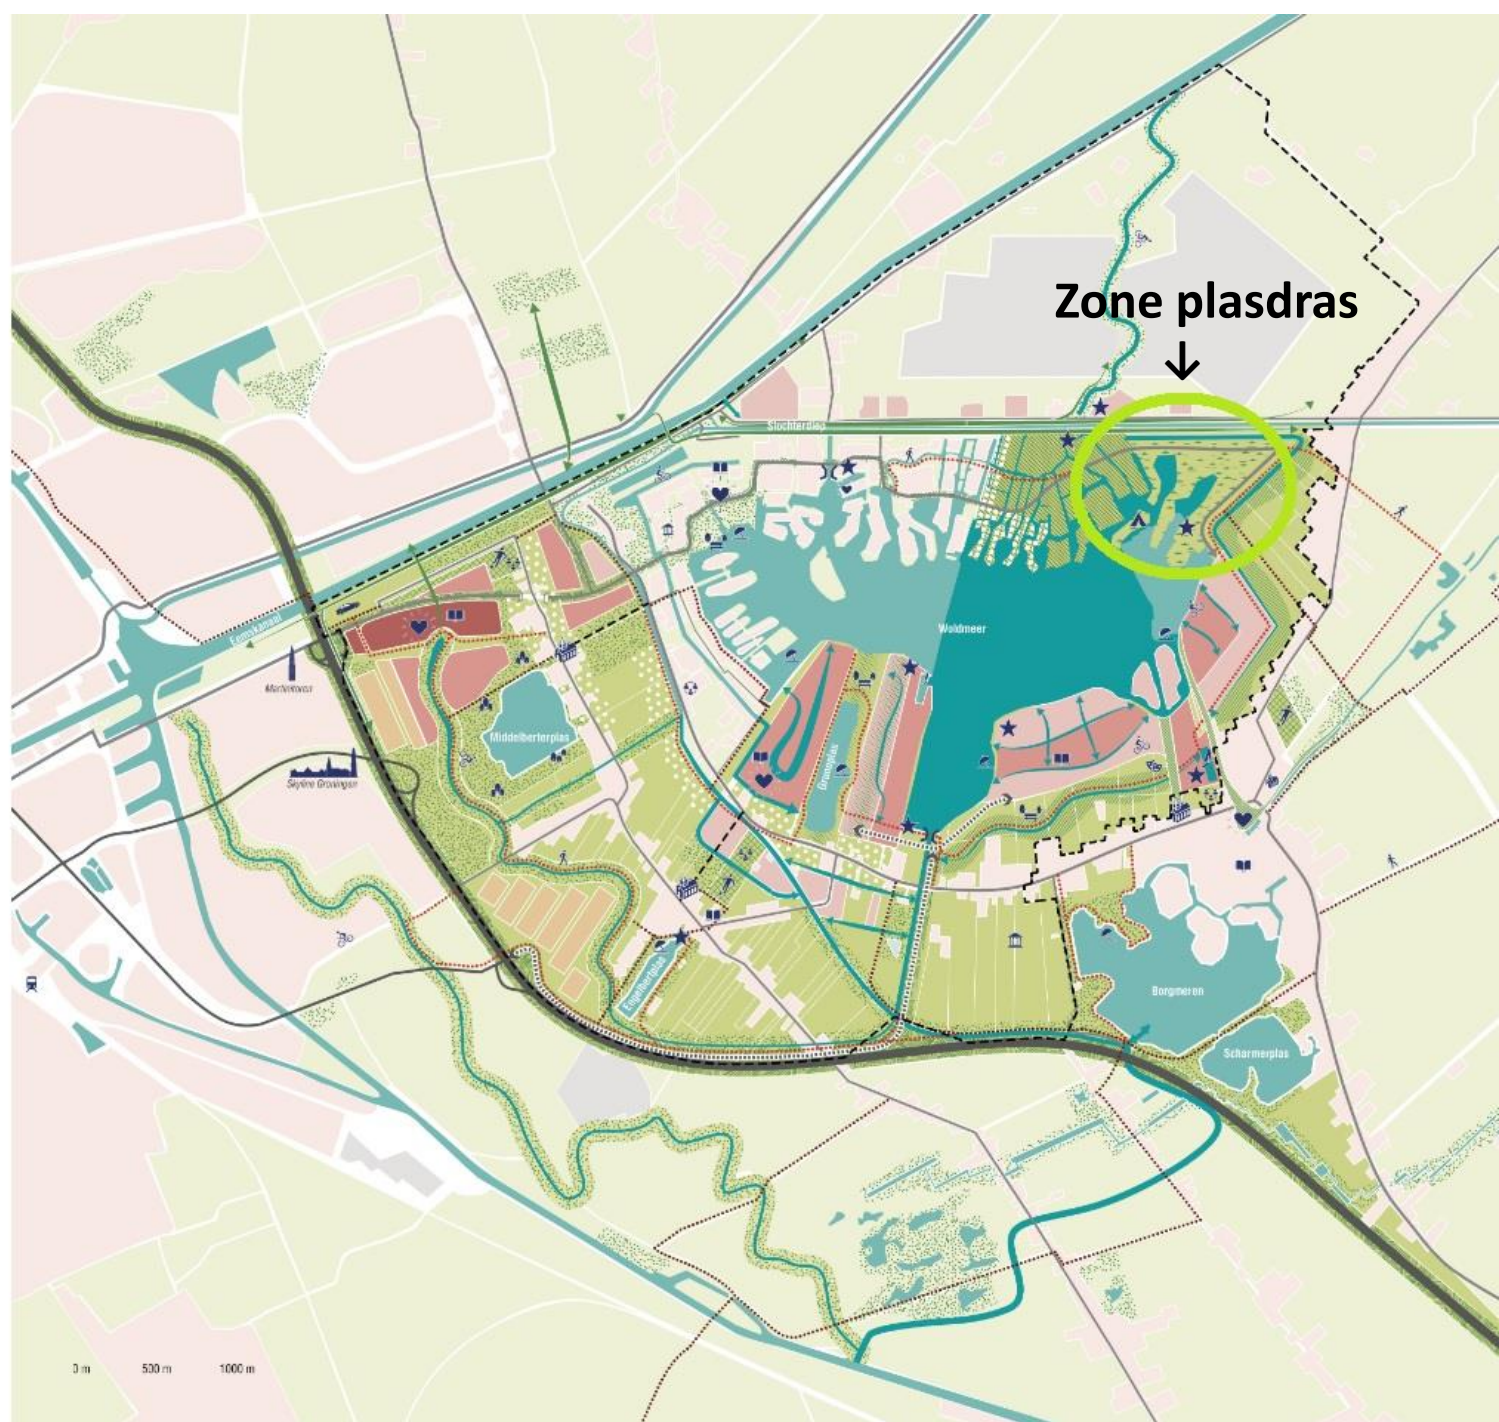 Zone plasdras
Slochterdiep
Eemskanaal
Woldmeer
Martinitoren
Middelberterplas
Skyline Groningen
Grunoplas
Engelbertplas
Borgmeren
Scharmerplas
0 m 500 m 1000 m